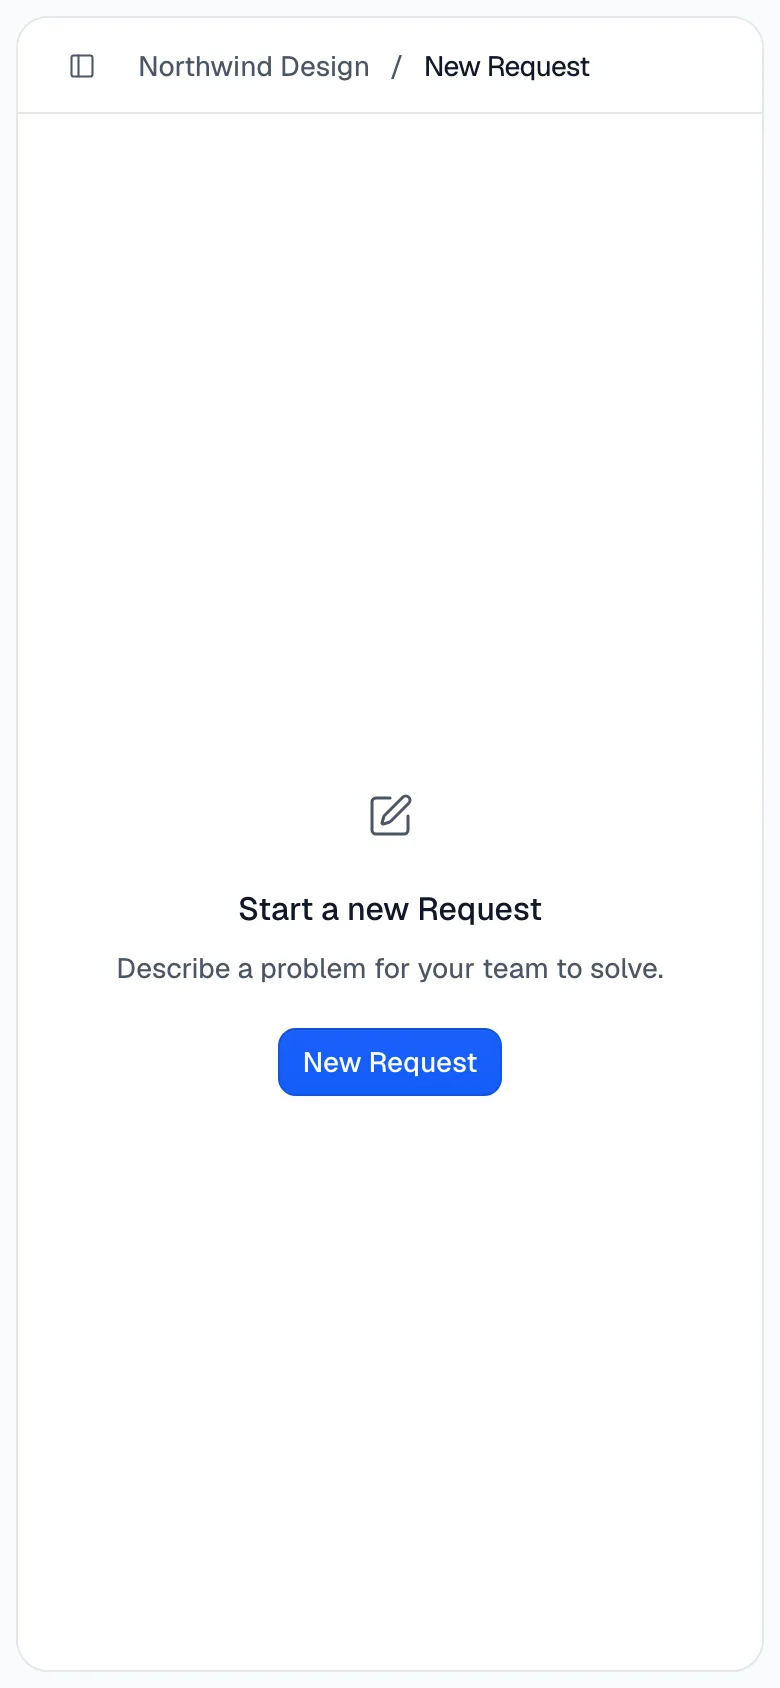 Northwind Design / New Request
Start a new Request
Describe a problem for your team to solve.
New Request